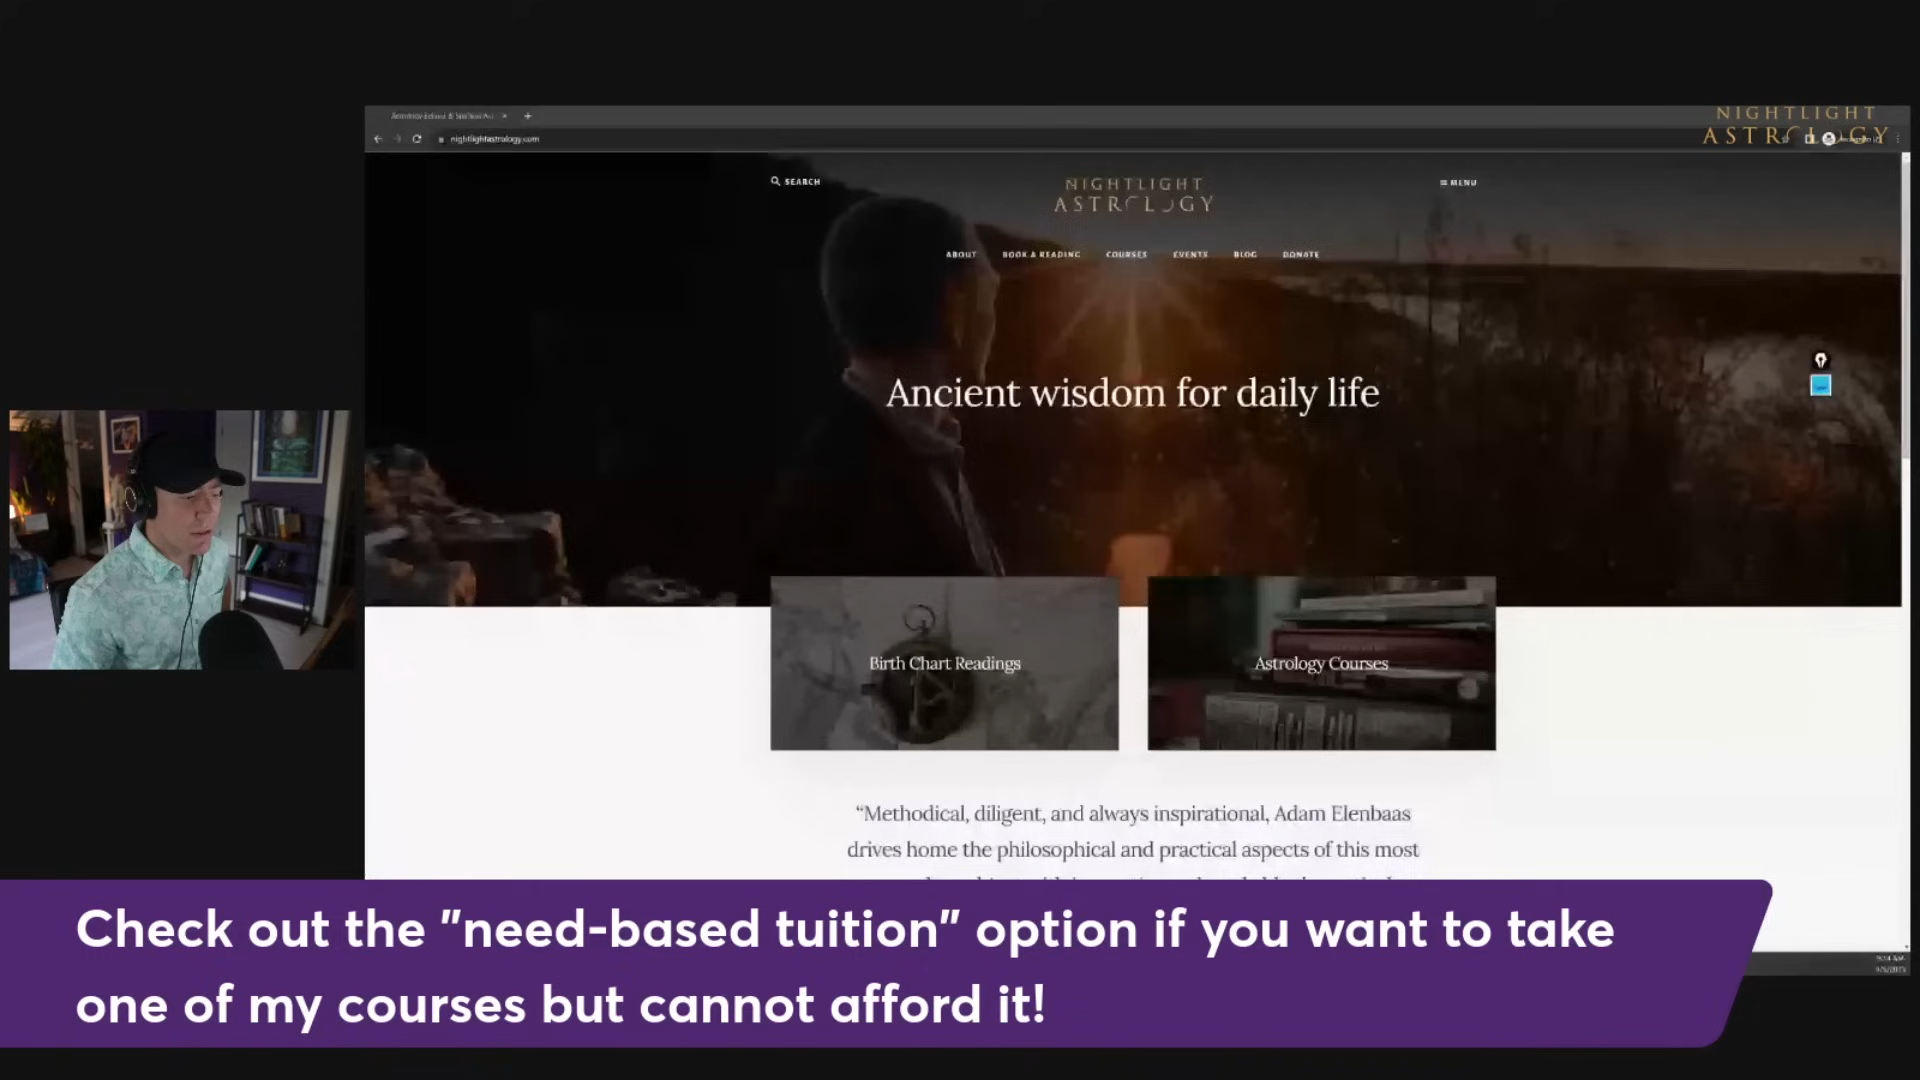 NIGHTLIGHT
ASTROLOGY
nightlightastrology.com
SEARCH
NIGHTLIGHT
ASTROLOGY
MENU
ABOUT BOOK A READING COURSES EVENTS BLOG DONATE
Ancient wisdom for daily life
Birth Chart Readings
Astrology Courses
“Methodical, diligent, and always inspirational, Adam Elenbaas
drives home the philosophical and practical aspects of this most
Check out the "need-based tuition" option if you want to take
one of my courses but cannot afford it!